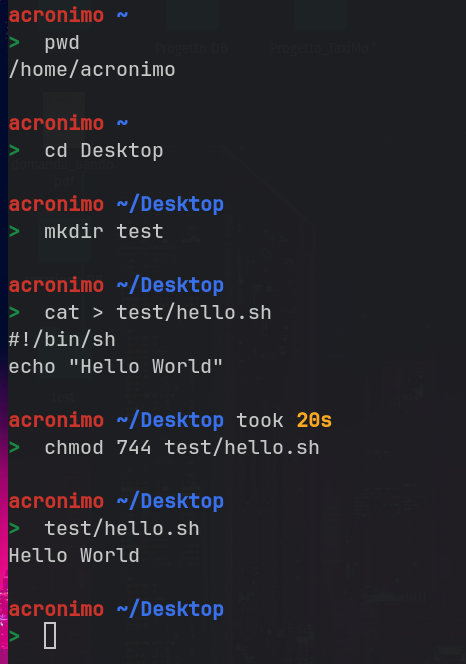 acronimo ~
> pwd
/home/acronimo
acronimo ~
> cd Desktop
acronimo ~/Desktop
> mkdir test
acronimo ~/Desktop
> cat > test/hello.sh
#!/bin/sh
echo "Hello World"
acronimo ~/Desktop took 20s
> chmod 744 test/hello.sh
acronimo ~/Desktop
> test/hello.sh
Hello World
acronimo ~/Desktop
>